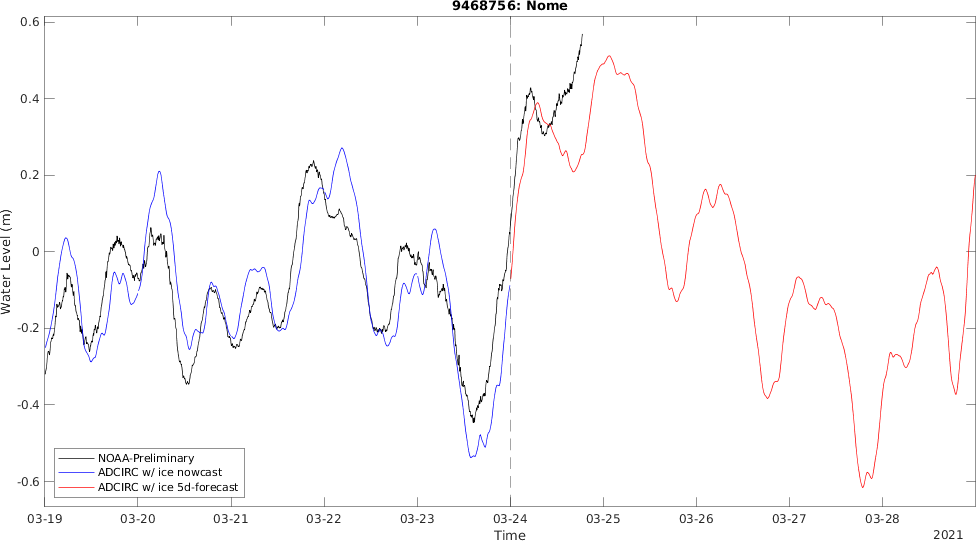 9468756: Nome
0.6
0.4
0.2
0
-0.2
-0.4
-0.6
Water Level (m)
NOAA-Preliminary
ADCIRC w/ ice nowcast
ADCIRC w/ ice 5d-forecast
03-19 03-20 03-21 03-22 03-23 03-24 03-25 03-26 03-27 03-28
Time
2021